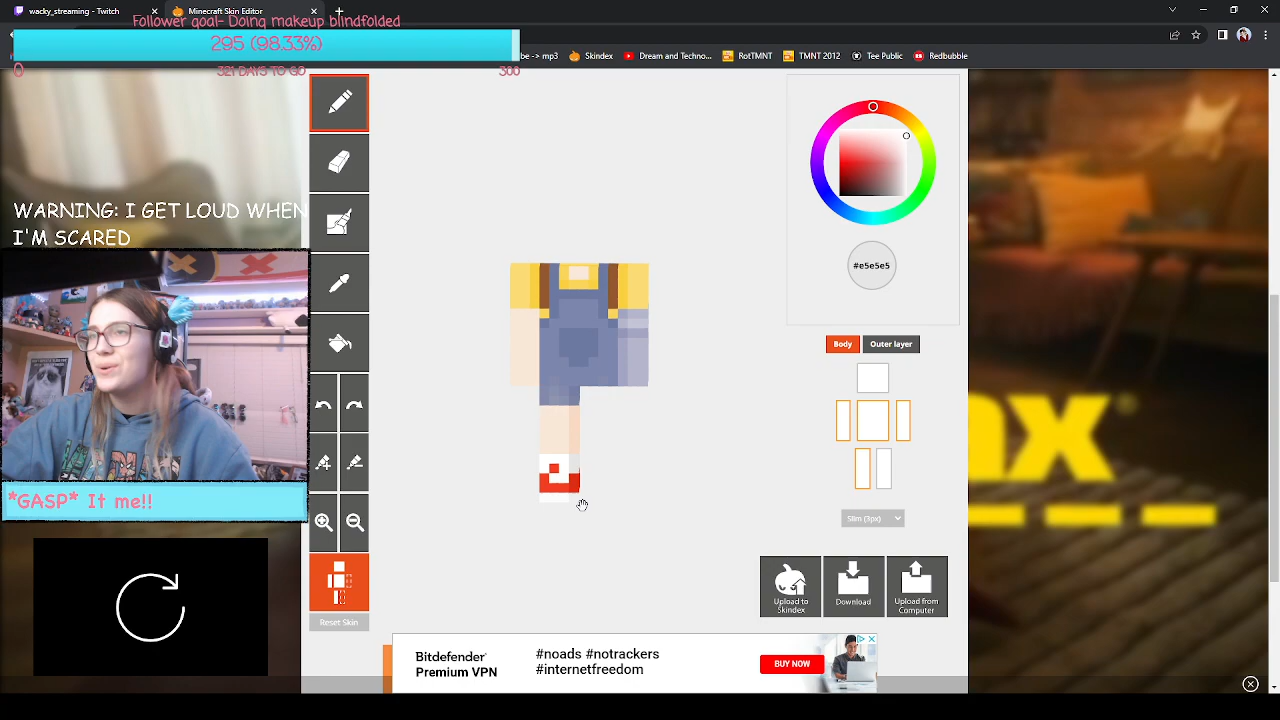 wacky_streaming - Twitch
Minecraft Skin Editor
Follower goal- Doing makeup blindfolded
295 (98.33%)
0
321 DAYS TO GO
300
be -> mp3
Skindex
Dream and Techno...
RotTMNT
TMNT 2012
Tee Public
Redbubble
WARNING: I GET LOUD WHEN
I'M SCARED
*GASP* It me!!
#e5e5e5
Body
Outer layer
Slim (3px)
Upload to
Skindex
Download
Upload from
Computer
Reset Skin
Bitdefender
Premium VPN
#noads #notrackers
#internetfreedom
BUY NOW